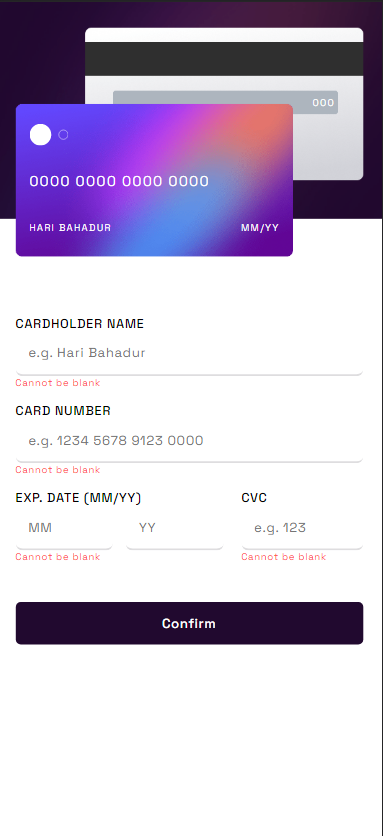 000
0000 0000 0000 0000
HARI BAHADUR MM/YY
CARDHOLDER NAME
e.g. Hari Bahadur
Cannot be blank
CARD NUMBER
e.g. 1234 5678 9123 0000
Cannot be blank
EXP. DATE (MM/YY) CVC
MM YY e.g. 123
Cannot be blank Cannot be blank
Confirm